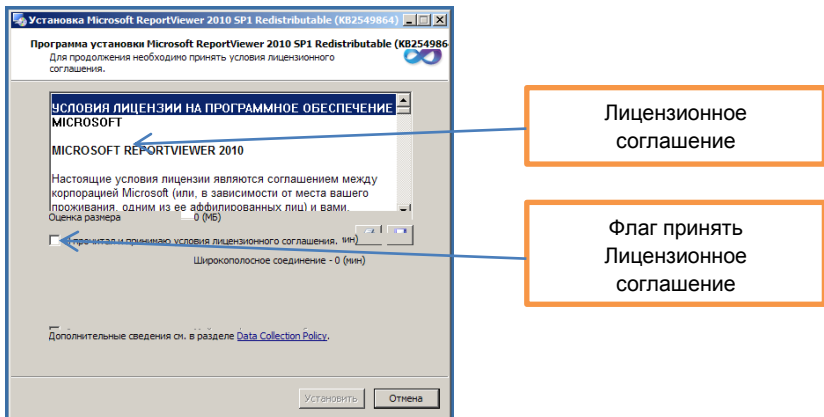 Установка Microsoft ReportViewer 2010 SP1 Redistributable (KB2549864)
Программа установки Microsoft ReportViewer 2010 SP1 Redistributable (KB254986
Для продолжения необходимо принять условия лицензионного
соглашения.
УСЛОВИЯ ЛИЦЕНЗИИ НА ПРОГРАММНОЕ ОБЕСПЕЧЕНИЕ
MICROSOFT
MICROSOFT REPORTVIEWER 2010
Настоящие условия лицензии являются соглашением между
корпорацией Microsoft (или, в зависимости от места вашего
проживания, одним из ее аффилированных лиц) и вами.
Оценка размера 0 (МБ)
прочитал и принимаю условия лицензионного соглашения. мин)
Широкополосное соединение - 0 (мин)
Дополнительные сведения см. в разделе Data Collection Policy.
Установить Отмена
Лицензионное
соглашение
Флаг принять
Лицензионное
соглашение